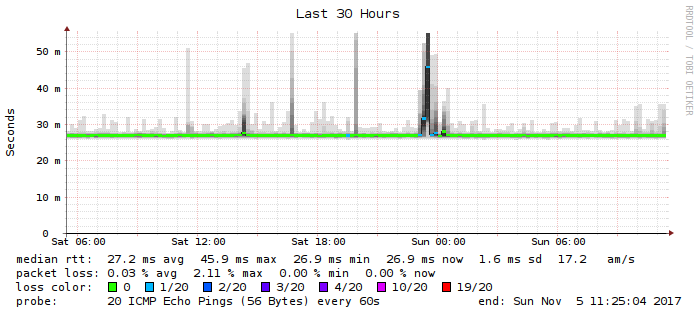 Last 30 Hours
RRDTOOL / TOBI OETIKER
Seconds
50 m
40 m
30 m
20 m
10 m
0
Sat 06:00 Sat 12:00 Sat 18:00 Sun 00:00 Sun 06:00
median rtt: 27.2 ms avg 45.9 ms max 26.9 ms min 26.9 ms now 1.6 ms sd 17.2 am/s
packet loss: 0.03 % avg 2.11 % max 0.00 % min 0.00 % now
loss color: 0 1/20 2/20 3/20 4/20 10/20 19/20
probe: 20 ICMP Echo Pings (56 Bytes) every 60s end: Sun Nov 5 11:25:04 2017